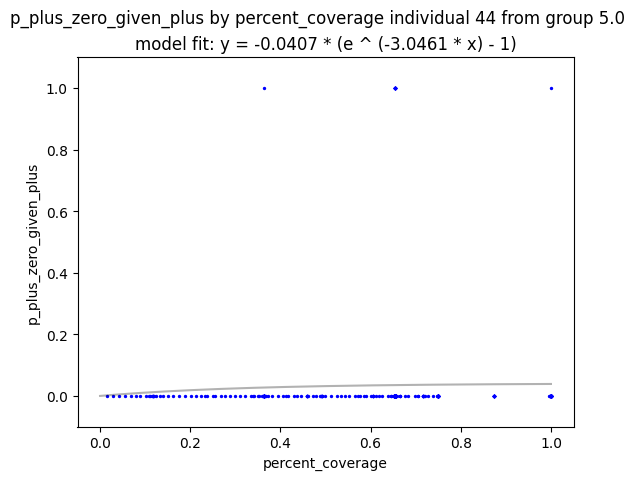 p_plus_zero_given_plus by percent_coverage individual 44 from group 5.0
model fit: y = -0.0407 * (e ^ (-3.0461 * x) - 1)
1.0
0.8
0.6
0.4
0.2
0.0
p_plus_zero_given_plus
0.0 0.2 0.4 0.6 0.8 1.0
percent_coverage